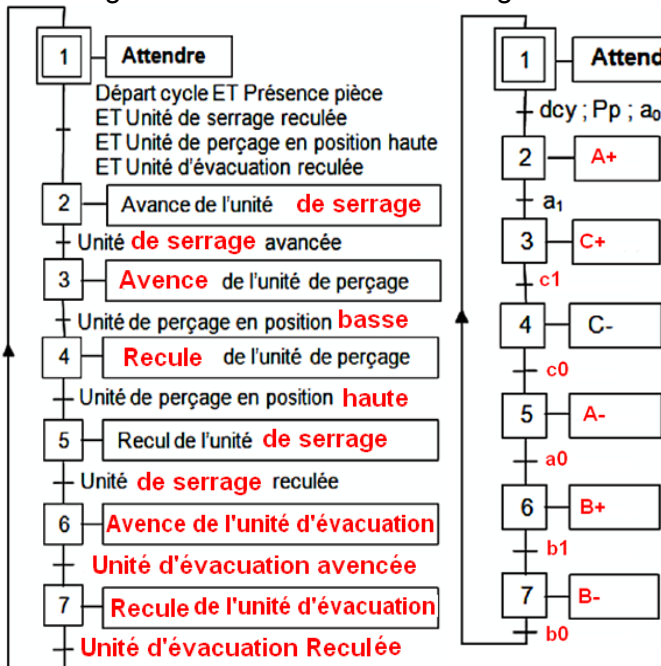 1 Attendre
Départ cycle ET Présence pièce
ET Unité de serrage reculée
ET Unité de perçage en position haute
ET Unité d'évacuation reculée
2 Avance de l'unité de serrage
Unité de serrage avancée
3 Avence de l'unité de perçage
Unité de perçage en position basse
4 Recule de l'unité de perçage
Unité de perçage en position haute
5 Recul de l'unité de serrage
Unité de serrage reculée
6 Avence de l'unité d'évacuation
Unité d'évacuation avencée
7 Recule de l'unité d'évacuation
Unité d'évacuation Reculée
1 Attend
dcy ; Pp ; a0
2 A+
a1
3 C+
c1
4 C-
c0
5 A-
a0
6 B+
b1
7 B-
b0